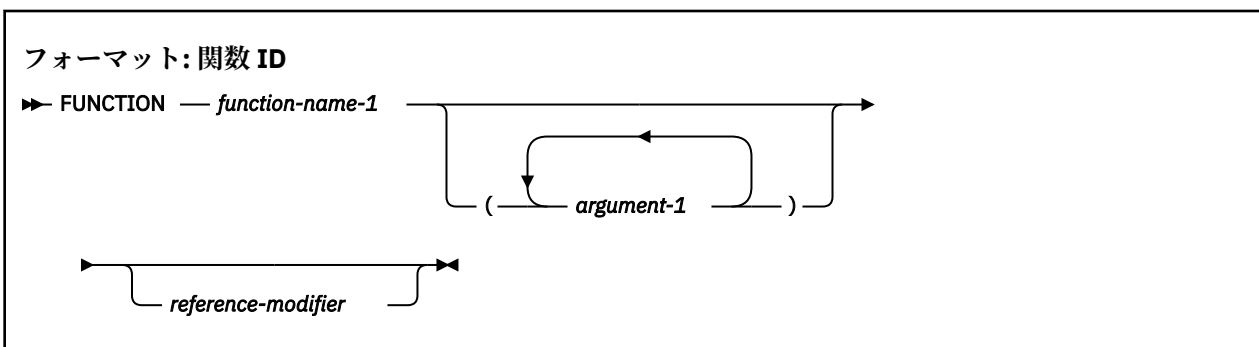 フォーマット: 関数 ID
FUNCTION function-name-1
( argument-1 )
reference-modifier